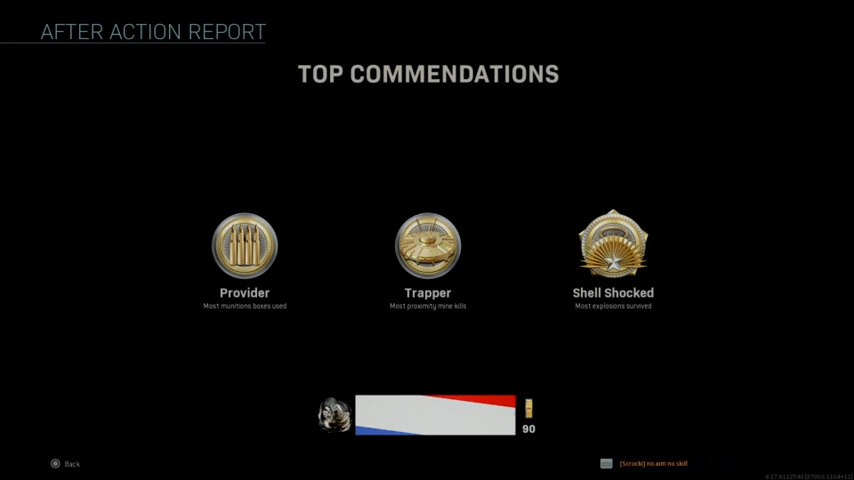 AFTER ACTION REPORT
TOP COMMENDATIONS
Provider
Most munitions boxes used
Trapper
Most proximity mine kills
Shell Shocked
Most explosions survived
90
Back
[Scrocki] no aim no skill